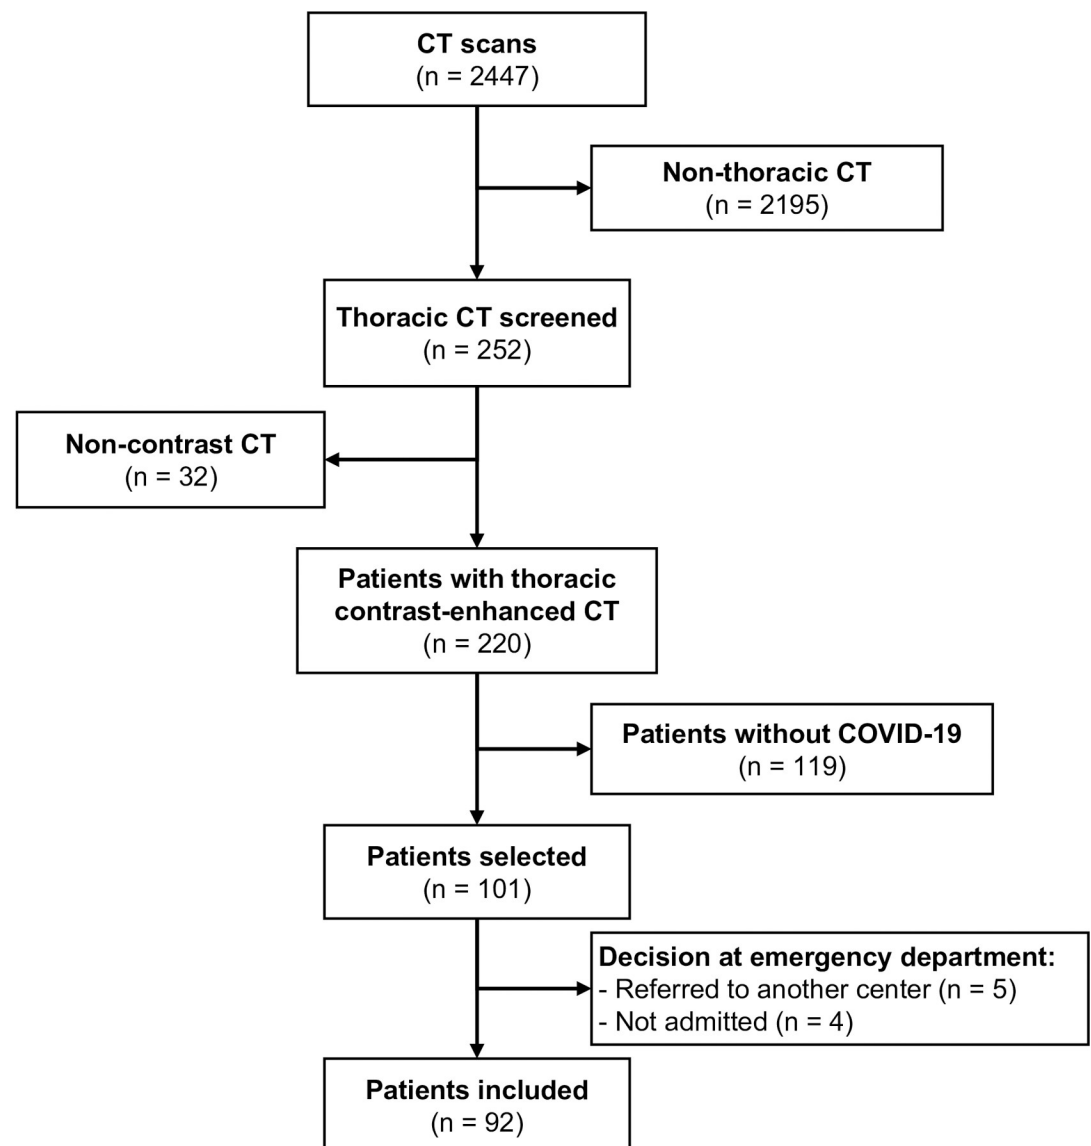 CT scans
(n = 2447)
Non-thoracic CT
(n = 2195)
Thoracic CT screened
(n = 252)
Non-contrast CT
(n = 32)
Patients with thoracic
contrast-enhanced CT
(n = 220)
Patients without COVID-19
(n = 119)
Patients selected
(n = 101)
Decision at emergency department:
- Referred to another center (n = 5)
- Not admitted (n = 4)
Patients included
(n = 92)